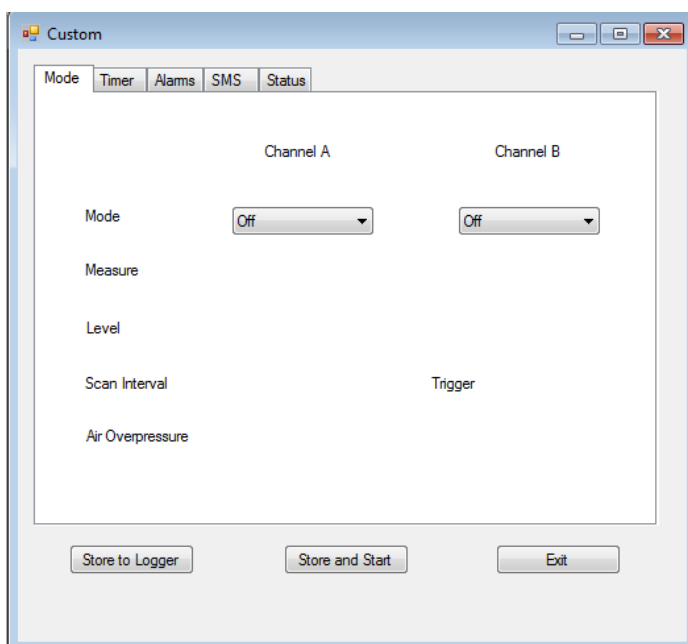 Custom
Mode Timer Alarms SMS Status
Channel A Channel B
Mode Off Off
Measure
Level
Scan Interval Trigger
Air Overpressure
Store to Logger Store and Start Exit